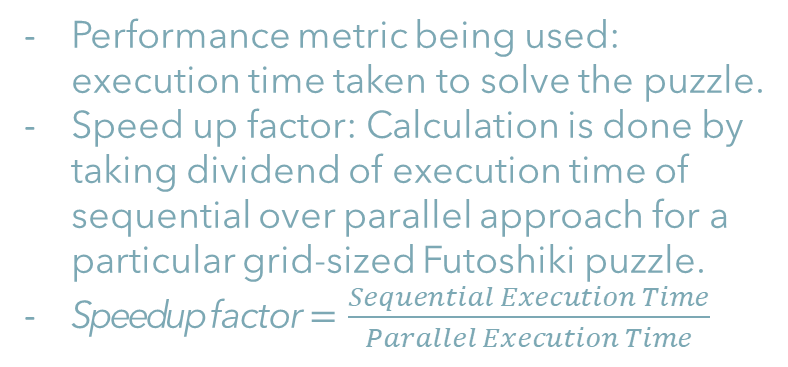 - Performance metric being used:
execution time taken to solve the puzzle.
- Speed up factor: Calculation is done by
taking dividend of execution time of
sequential over parallel approach for a
particular grid-sized Futoshiki puzzle.
- Speedup factor = Sequential Execution Time
Parallel Execution Time